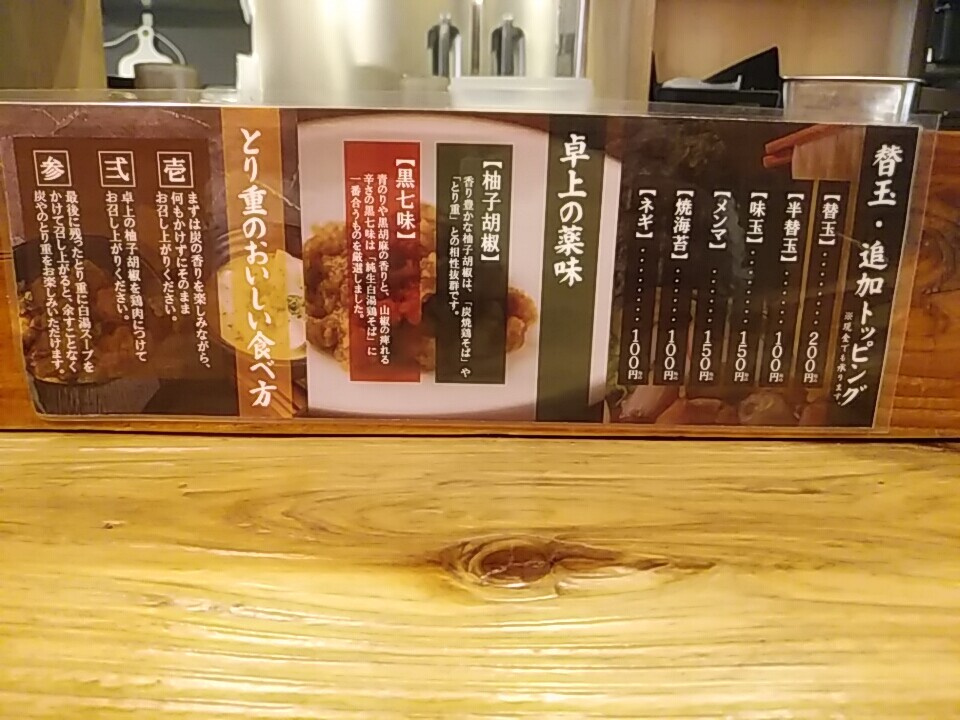 替玉・追加トッピング
※現金でも承ります
【替玉】・・・・・・200円
【半替玉】・・・・・・100円
【味玉】・・・・・・・150円
【メンマ】・・・・・・150円
【焼海苔】・・・・・・100円
【ネギ】・・・・・・・100円
卓上の薬味
【柚子胡椒】
香り豊かな柚子胡椒は、「炭焼鶏そば」や
「とり重」との相性抜群です。
【黒七味】
青のりや黒胡麻の香りと、山椒の痺れる
辛さの黒七味は「純生白湯鶏そば」に
一番合うものを厳選しました。
とり重のおいしい食べ方
壱
まずは炭の香りを楽しみながら、
何もかけずにそのまま
お召し上がりください。
弐
卓上の柚子胡椒を鶏肉につけて
お召し上がりください。
参
最後に残ったとり重に白湯スープを
かけて召し上がると、余すことなく
炭やのとり重をお楽しみいただけます。